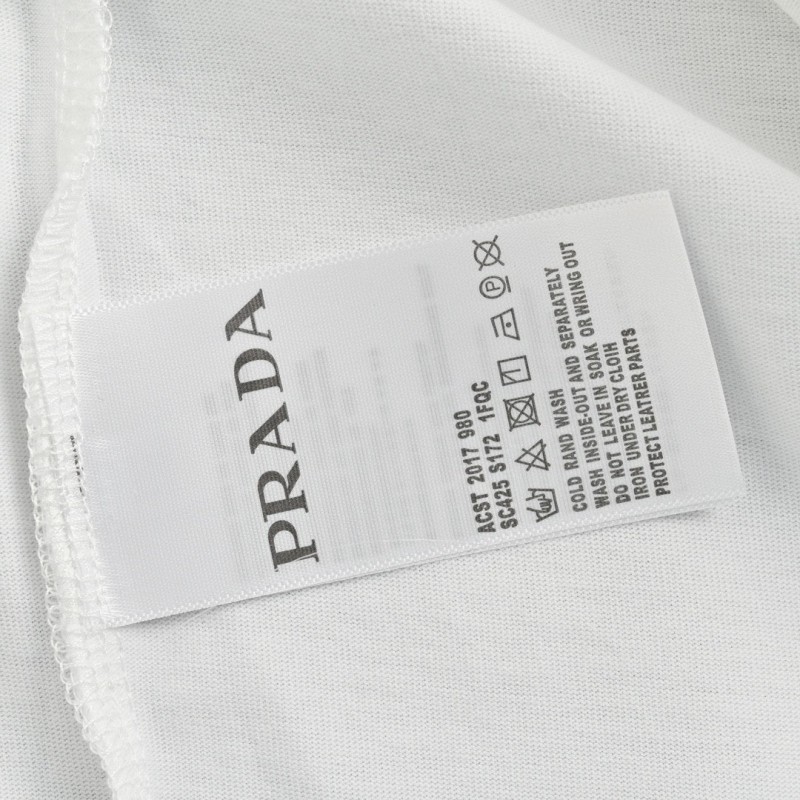 PRADA
ACST 2017 980
SC425 S172 1FQC
P
COLD RAND WASH
WASH INSIDE-OUT AND SEPARATELY
DO NOT LEAVE IN SOAK OR WRING OUT
IRON UNDER DRY CLOIH
PROTECT LEATRER PARTS